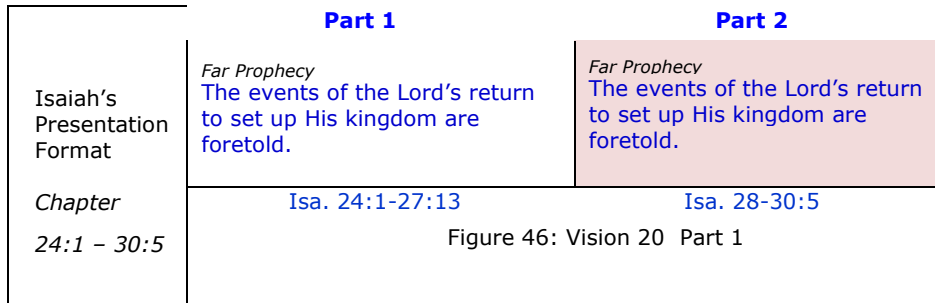 Part 1
Part 2
Isaiah's
Presentation
Format
Chapter
24:1 – 30:5
Far Prophecy
The events of the Lord's return
to set up His kingdom are
foretold.
Far Prophecy
The events of the Lord's return
to set up His kingdom are
foretold.
Isa. 24:1-27:13
Isa. 28-30:5
Figure 46: Vision 20 Part 1